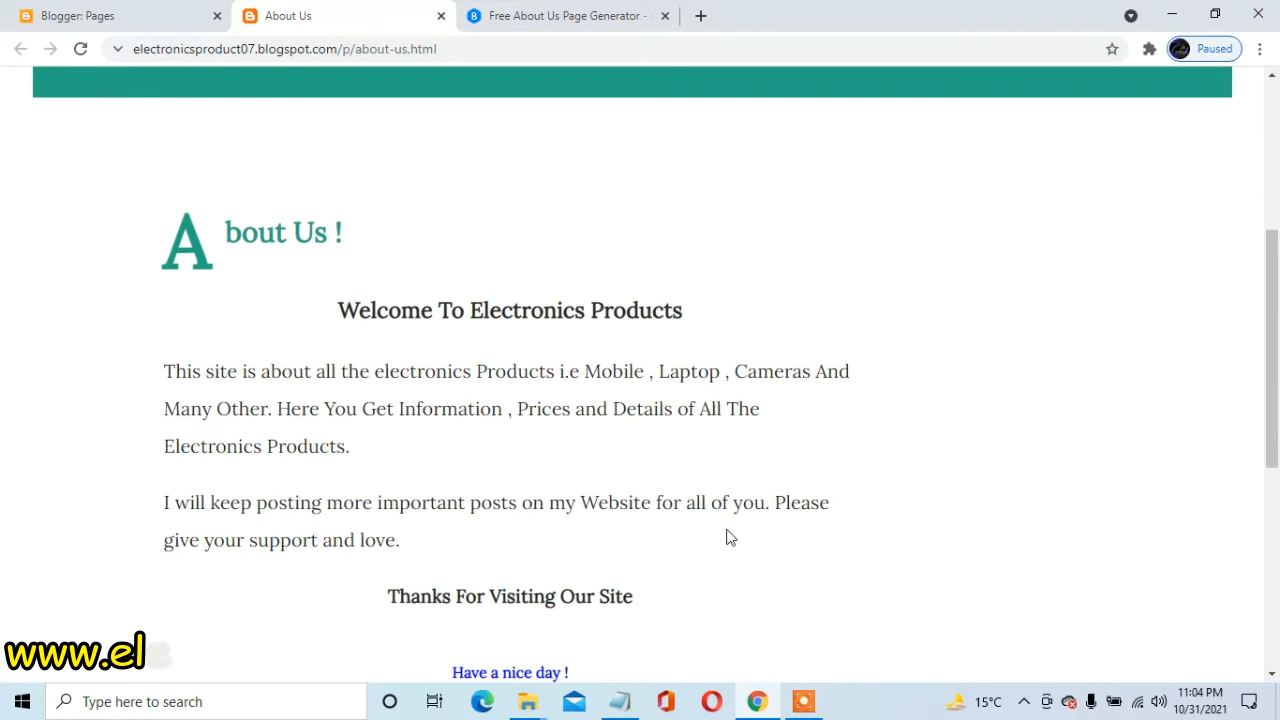 Blogger: Pages
About Us
Free About Us Page Generator -
electronicsproduct07.blogspot.com/p/about-us.html
Paused
About Us !
Welcome To Electronics Products
This site is about all the electronics Products i.e Mobile , Laptop , Cameras And
Many Other. Here You Get Information , Prices and Details of All The
Electronics Products.
I will keep posting more important posts on my Website for all of you. Please
give your support and love.
Thanks For Visiting Our Site
Have a nice day !
www.el
Type here to search
15°C
11:04 PM
10/31/2021